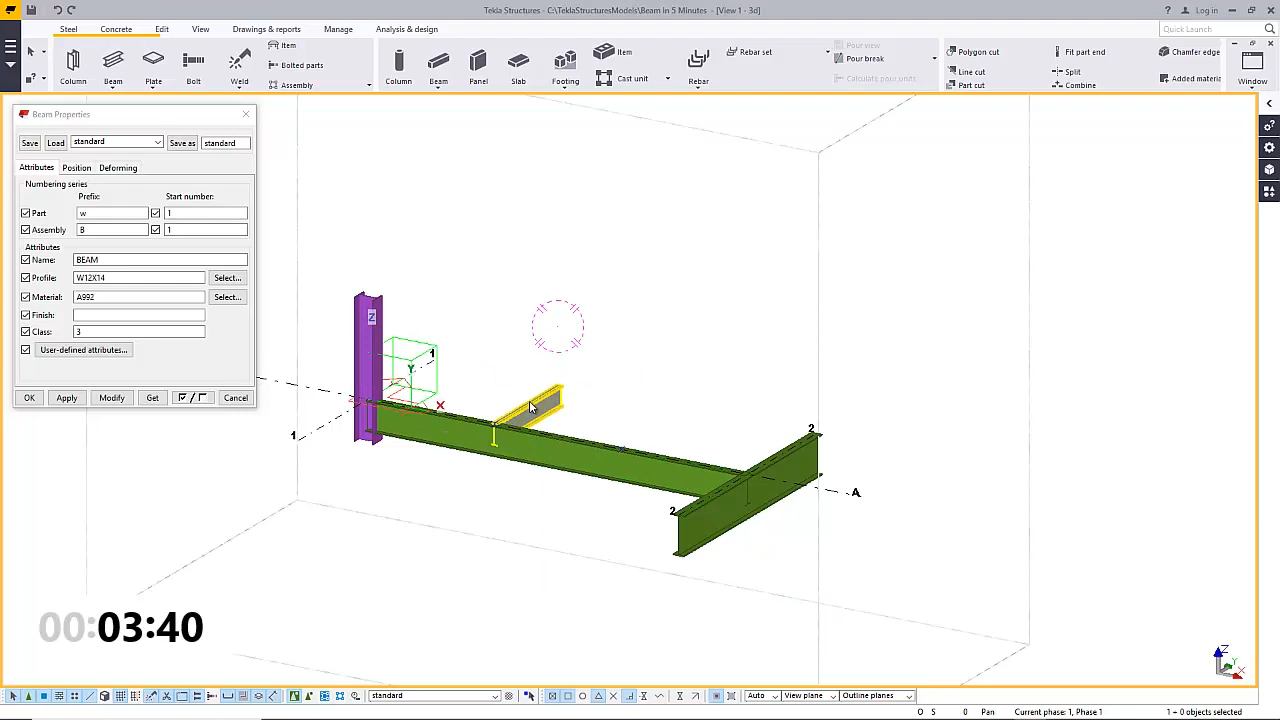 Tekla Structures - C:\TeklaStructuresModels\Beam in 5 Minutes - [View 1 - 3d]
? Log in
Steel Concrete Edit View Drawings & reports Manage Analysis & design
Quick Launch
Column Beam Plate Bolt Weld
Item
Bolted parts
Assembly
Column Beam Panel Slab Footing
Item
Cast unit
Rebar
Rebar set
Pour view
Pour break
Calculate pour units
Polygon cut
Line cut
Part cut
Fit part end
Split
Combine
Chamfer edge
Added materia
Window
Beam Properties
Save Load standard Save as standard
Attributes Position Deforming
Numbering series
Prefix: Start number:
Part w 1
Assembly B 1
Attributes
Name: BEAM
Profile: W12X14 Select...
Material: A992 Select...
Finish:
Class: 3
User-defined attributes...
OK Apply Modify / Get Cancel
Z
1
Y
X
1
2
A
2
00:03:40
Z
Y
X
standard
Auto View plane Outline planes
O S 0 Pan Current phase: 1, Phase 1 1 + 0 objects selected